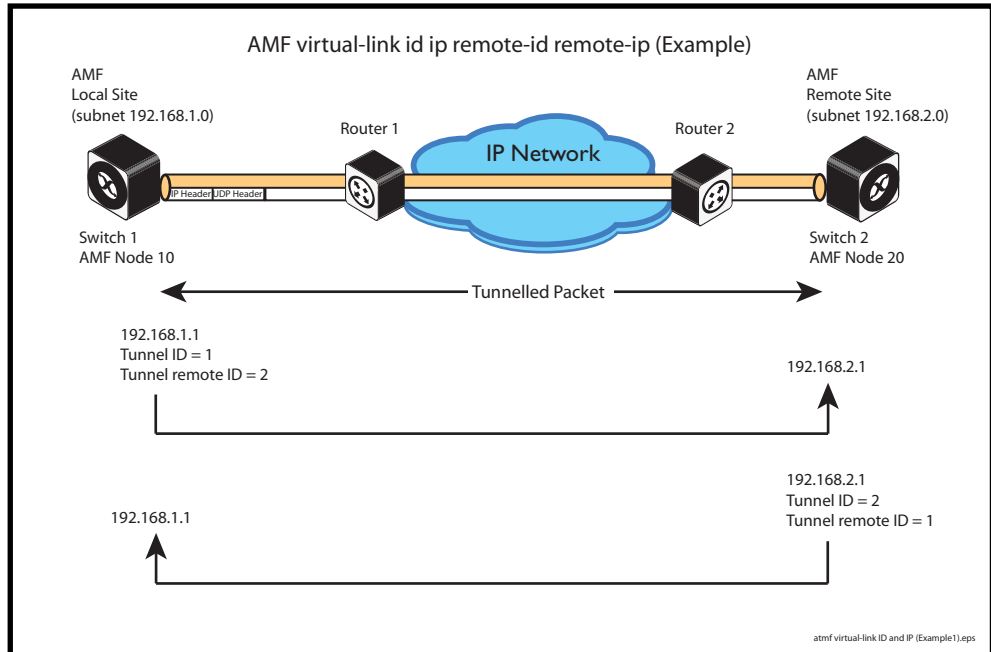 AMF virtual-link id ip remote-id remote-ip (Example)
AMF
Local Site
(subnet 192.168.1.0)
AMF
Remote Site
(subnet 192.168.2.0)
Router 1
Router 2
IP Network
IP Header
UDP Header
Switch 1
AMF Node 10
Switch 2
AMF Node 20
Tunnelled Packet
192.168.1.1
Tunnel ID = 1
Tunnel remote ID = 2
192.168.2.1
192.168.1.1
192.168.2.1
Tunnel ID = 2
Tunnel remote ID = 1
atmf virtual-link ID and IP (Example1).eps